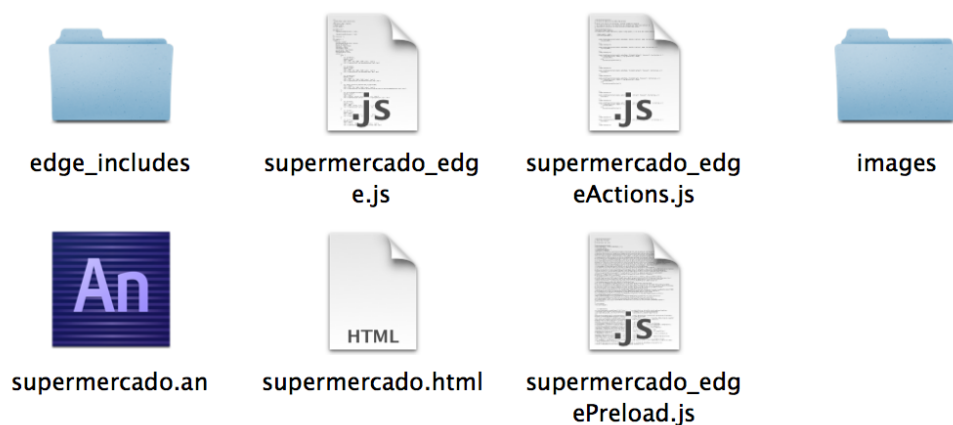 .js
.js
edge_includes
supermercado_edg
e.js
supermercado_edg
eActions.js
images
An
HTML
.js
supermercado.an
supermercado.html
supermercado_edg
ePreload.js